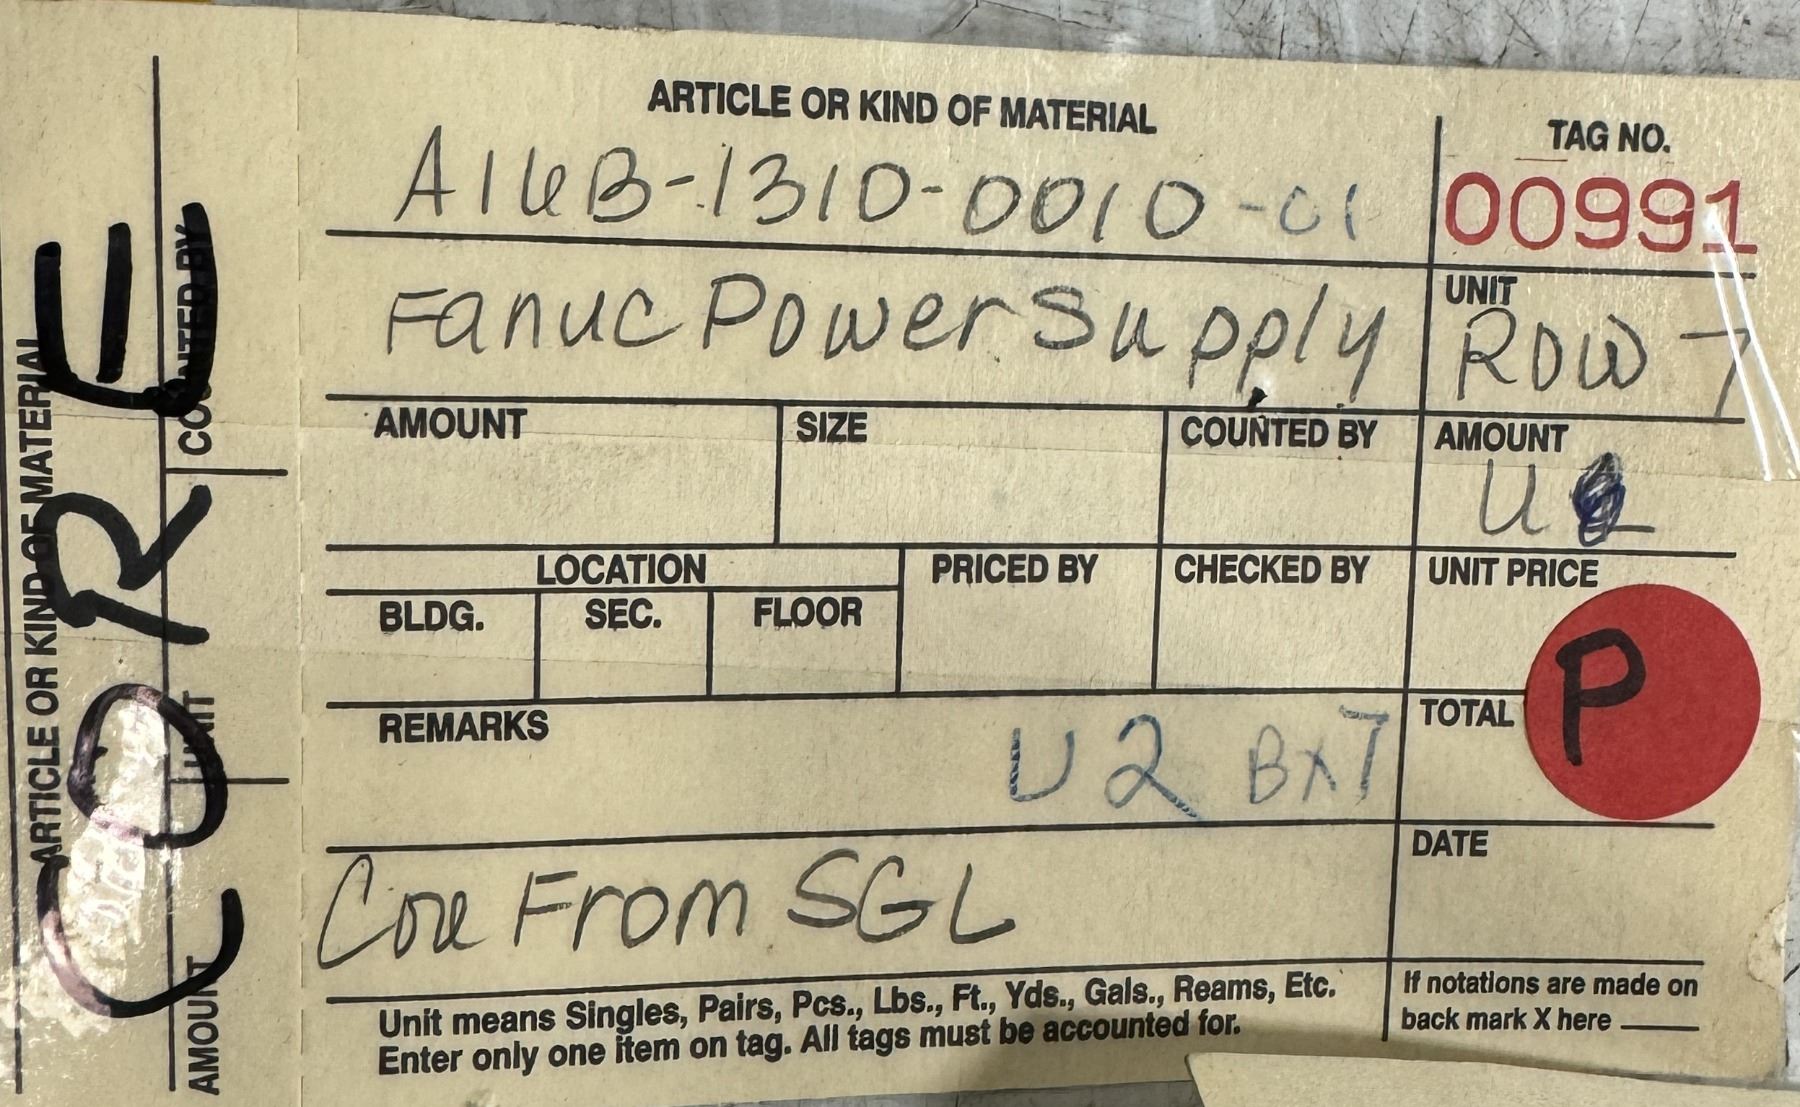 ARTICLE OR KIND OF MATERIAL
A16B-1310-0010-01
TAG NO.
00991
Fanuc Power Supply
UNIT
ROW 7
AMOUNT
SIZE
COUNTED BY
AMOUNT
U
LOCATION
BLDG.
SEC.
FLOOR
PRICED BY
CHECKED BY
UNIT PRICE
P
REMARKS
U2 BX7
TOTAL
Core From SGL
DATE
Unit means Singles, Pairs, Pcs., Lbs., Ft., Yds., Gals., Reams, Etc.
Enter only one item on tag. All tags must be accounted for.
If notations are made on
back mark X here
ARTICLE OR KIND OF MATERIAL
CORE
AMOUNT
UNIT
COUNTED BY